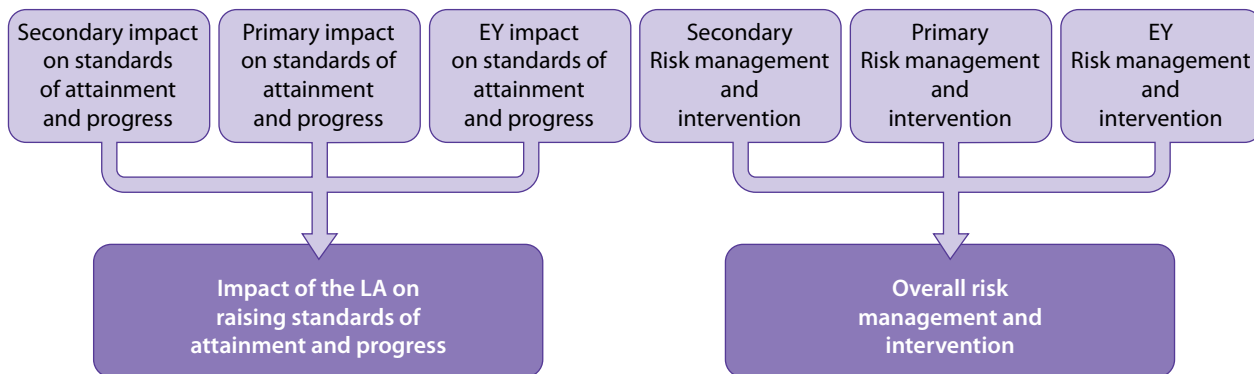 Secondary impact
on standards
of attainment
and progress
Primary impact
on standards of
attainment
and progress
EY impact
on standards of
attainment
and progress
Secondary
Risk management
and
intervention
Primary
Risk management
and
intervention
EY
Risk management
and
intervention
Impact of the LA on
raising standards of
attainment and progress
Overall risk
management and
intervention